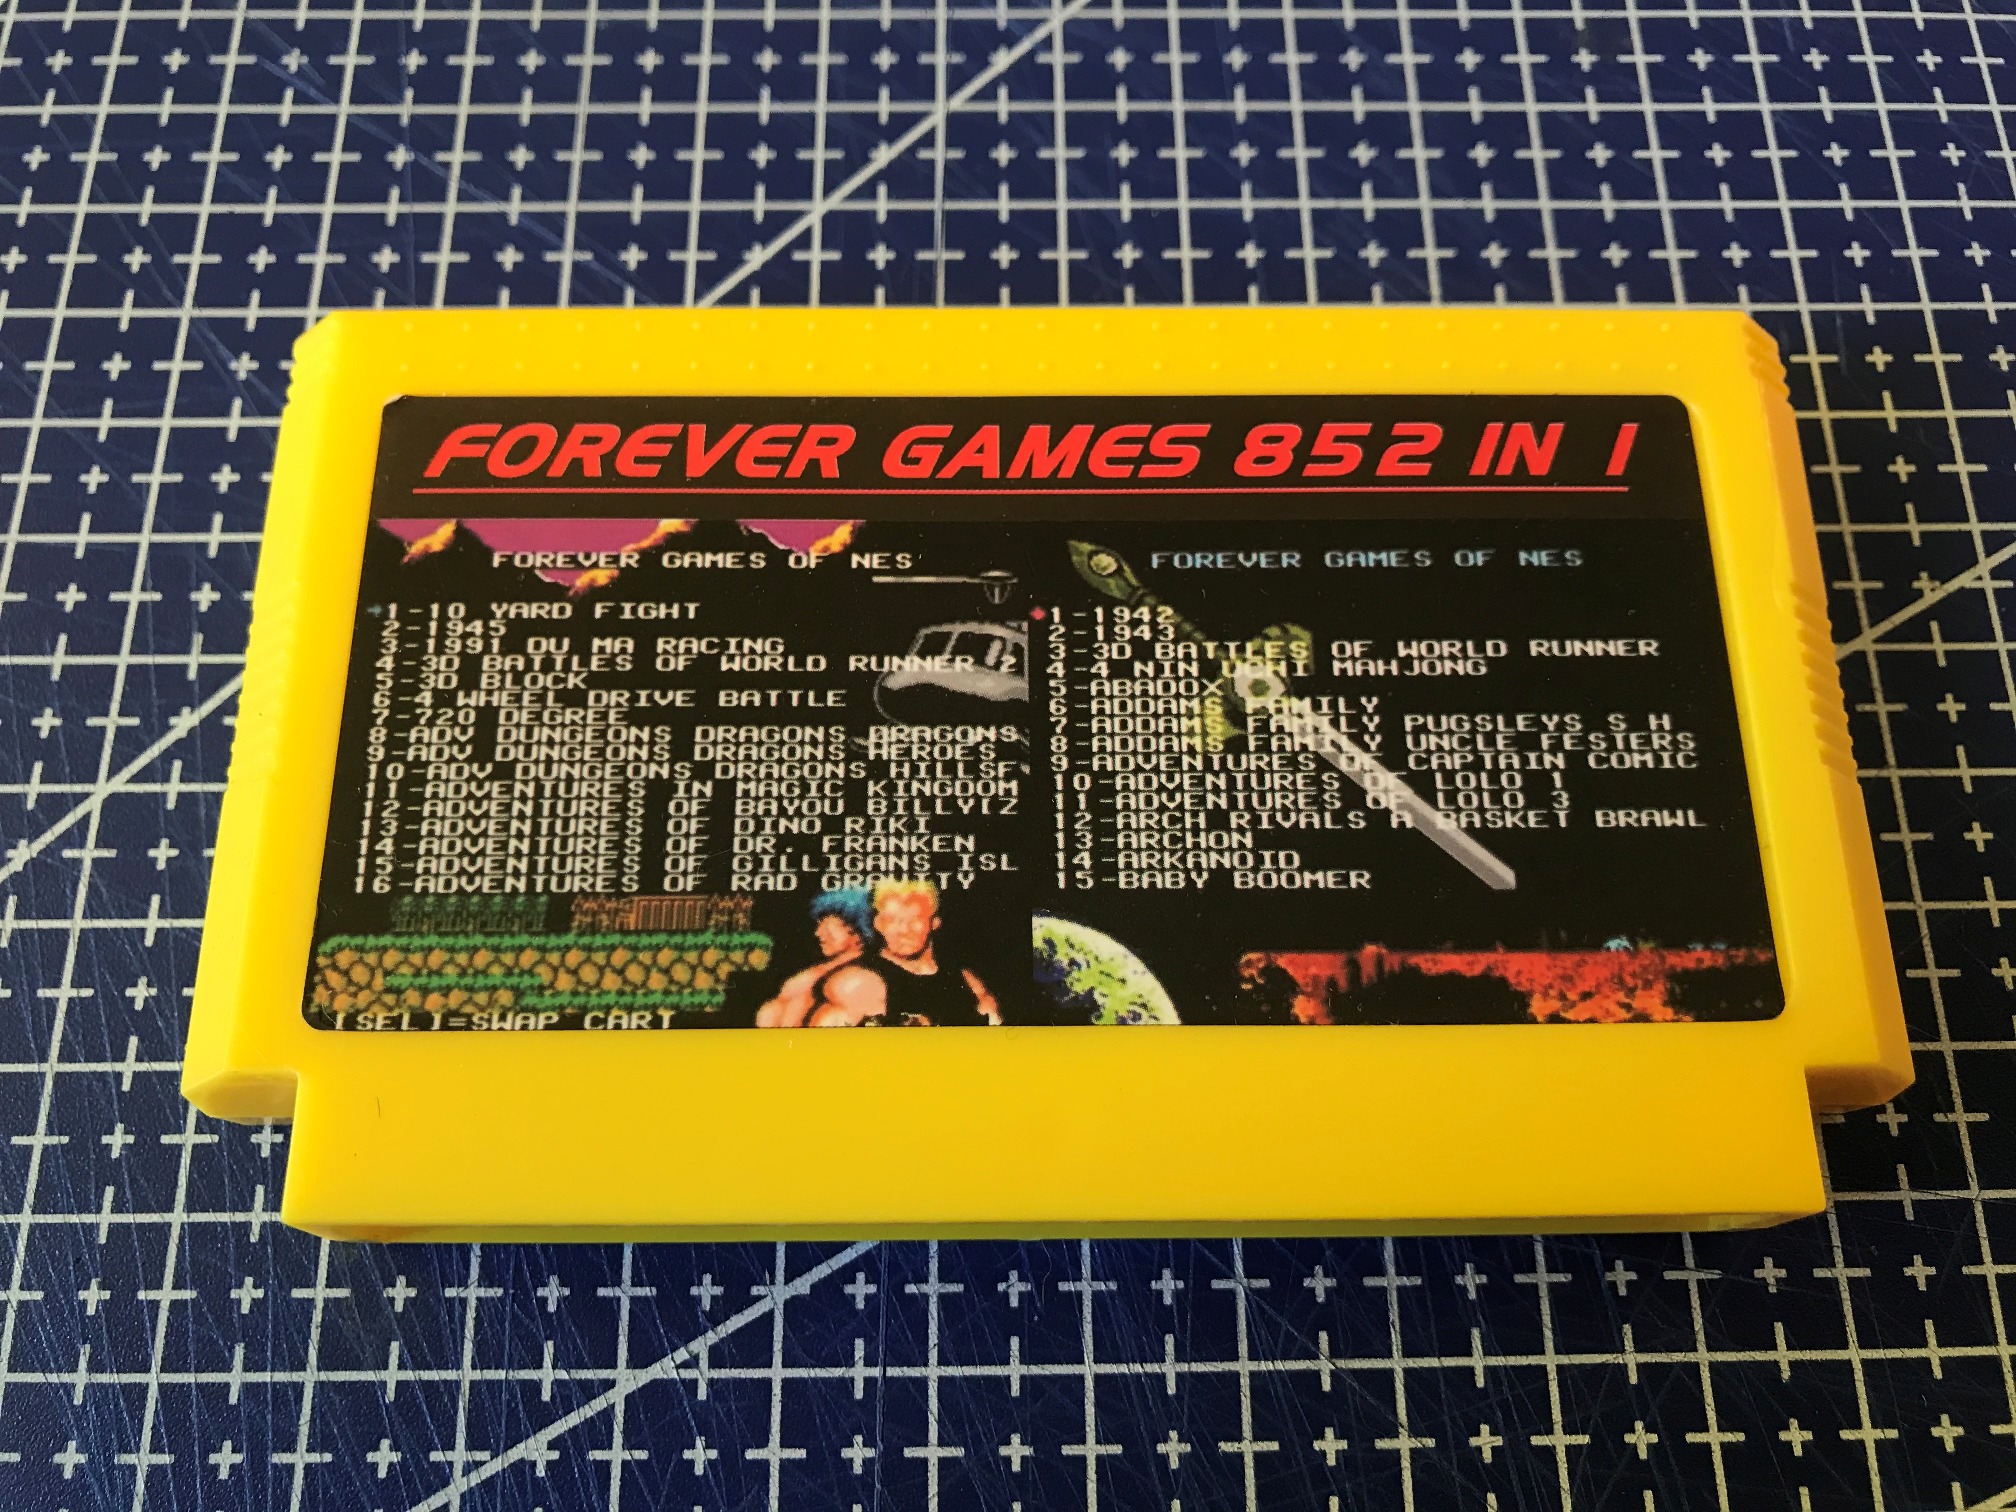 FOREVER GAMES 852 IN 1
FOREVER GAMES OF NES
1-10 YARD FIGHT
2-1945
3-1991 DU MA RACING
4-3D BATTLES OF WORLD RUNNER 2
5-3D BLOCK
6-4 WHEEL DRIVE BATTLE
7-720 DEGREE
8-ADV DUNGEONS DRAGONS DRAGONS
9-ADV DUNGEONS DRAGONS HEROES
10-ADV DUNGEONS DRAGONS HILLSF
11-ADVENTURES IN MAGIC KINGDOM
12-ADVENTURES OF BAYOU BILLY[2
13-ADVENTURES OF DINO RIKI
14-ADVENTURES OF DR. FRANKEN
15-ADVENTURES OF GILLIGANS ISL
16-ADVENTURES OF RAD GRAVITY
[SEL]=SWAP CART
FOREVER GAMES OF NES
1-1942
2-1943
3-3D BATTLES OF WORLD RUNNER
4-4 NIN UCHI MAHJONG
5-ABADOX
6-ADDAMS FAMILY
7-ADDAMS FAMILY PUGSLEYS S H
8-ADDAMS FAMILY UNCLE FESTERS
9-ADVENTURES OF CAPTAIN COMIC
10-ADVENTURES OF LOLO 1
11-ADVENTURES OF LOLO 3
12-ARCH RIVALS A BASKET BRAWL
13-ARCHON
14-ARKANOID
15-BABY BOOMER